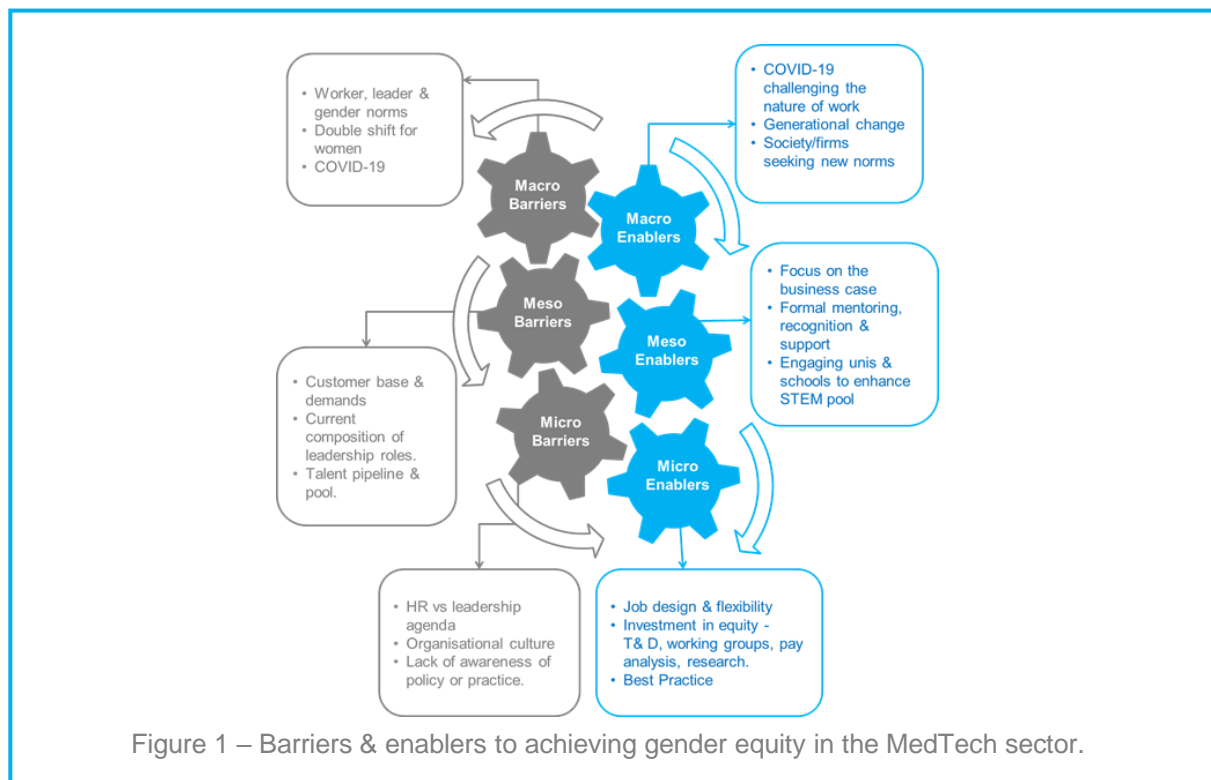 • Worker, leader &
gender norms
• Double shift for
women
• COVID-19
• COVID-19
challenging the
nature of work
• Generational change
• Society/firms
seeking new norms
Macro
Barriers
Macro
Enablers
Meso
Barriers
Meso
Enablers
• Focus on the
business case
• Formal mentoring,
recognition &
support
• Engaging unis &
schools to enhance
STEM pool
• Customer base &
demands
• Current
composition of
leadership roles.
• Talent pipeline &
pool.
Micro
Barriers
Micro
Enablers
• HR vs leadership
agenda
• Organisational culture
• Lack of awareness of
policy or practice.
• Job design & flexibility
• Investment in equity -
T& D, working groups, pay
analysis, research.
• Best Practice
Figure 1 – Barriers & enablers to achieving gender equity in the MedTech sector.